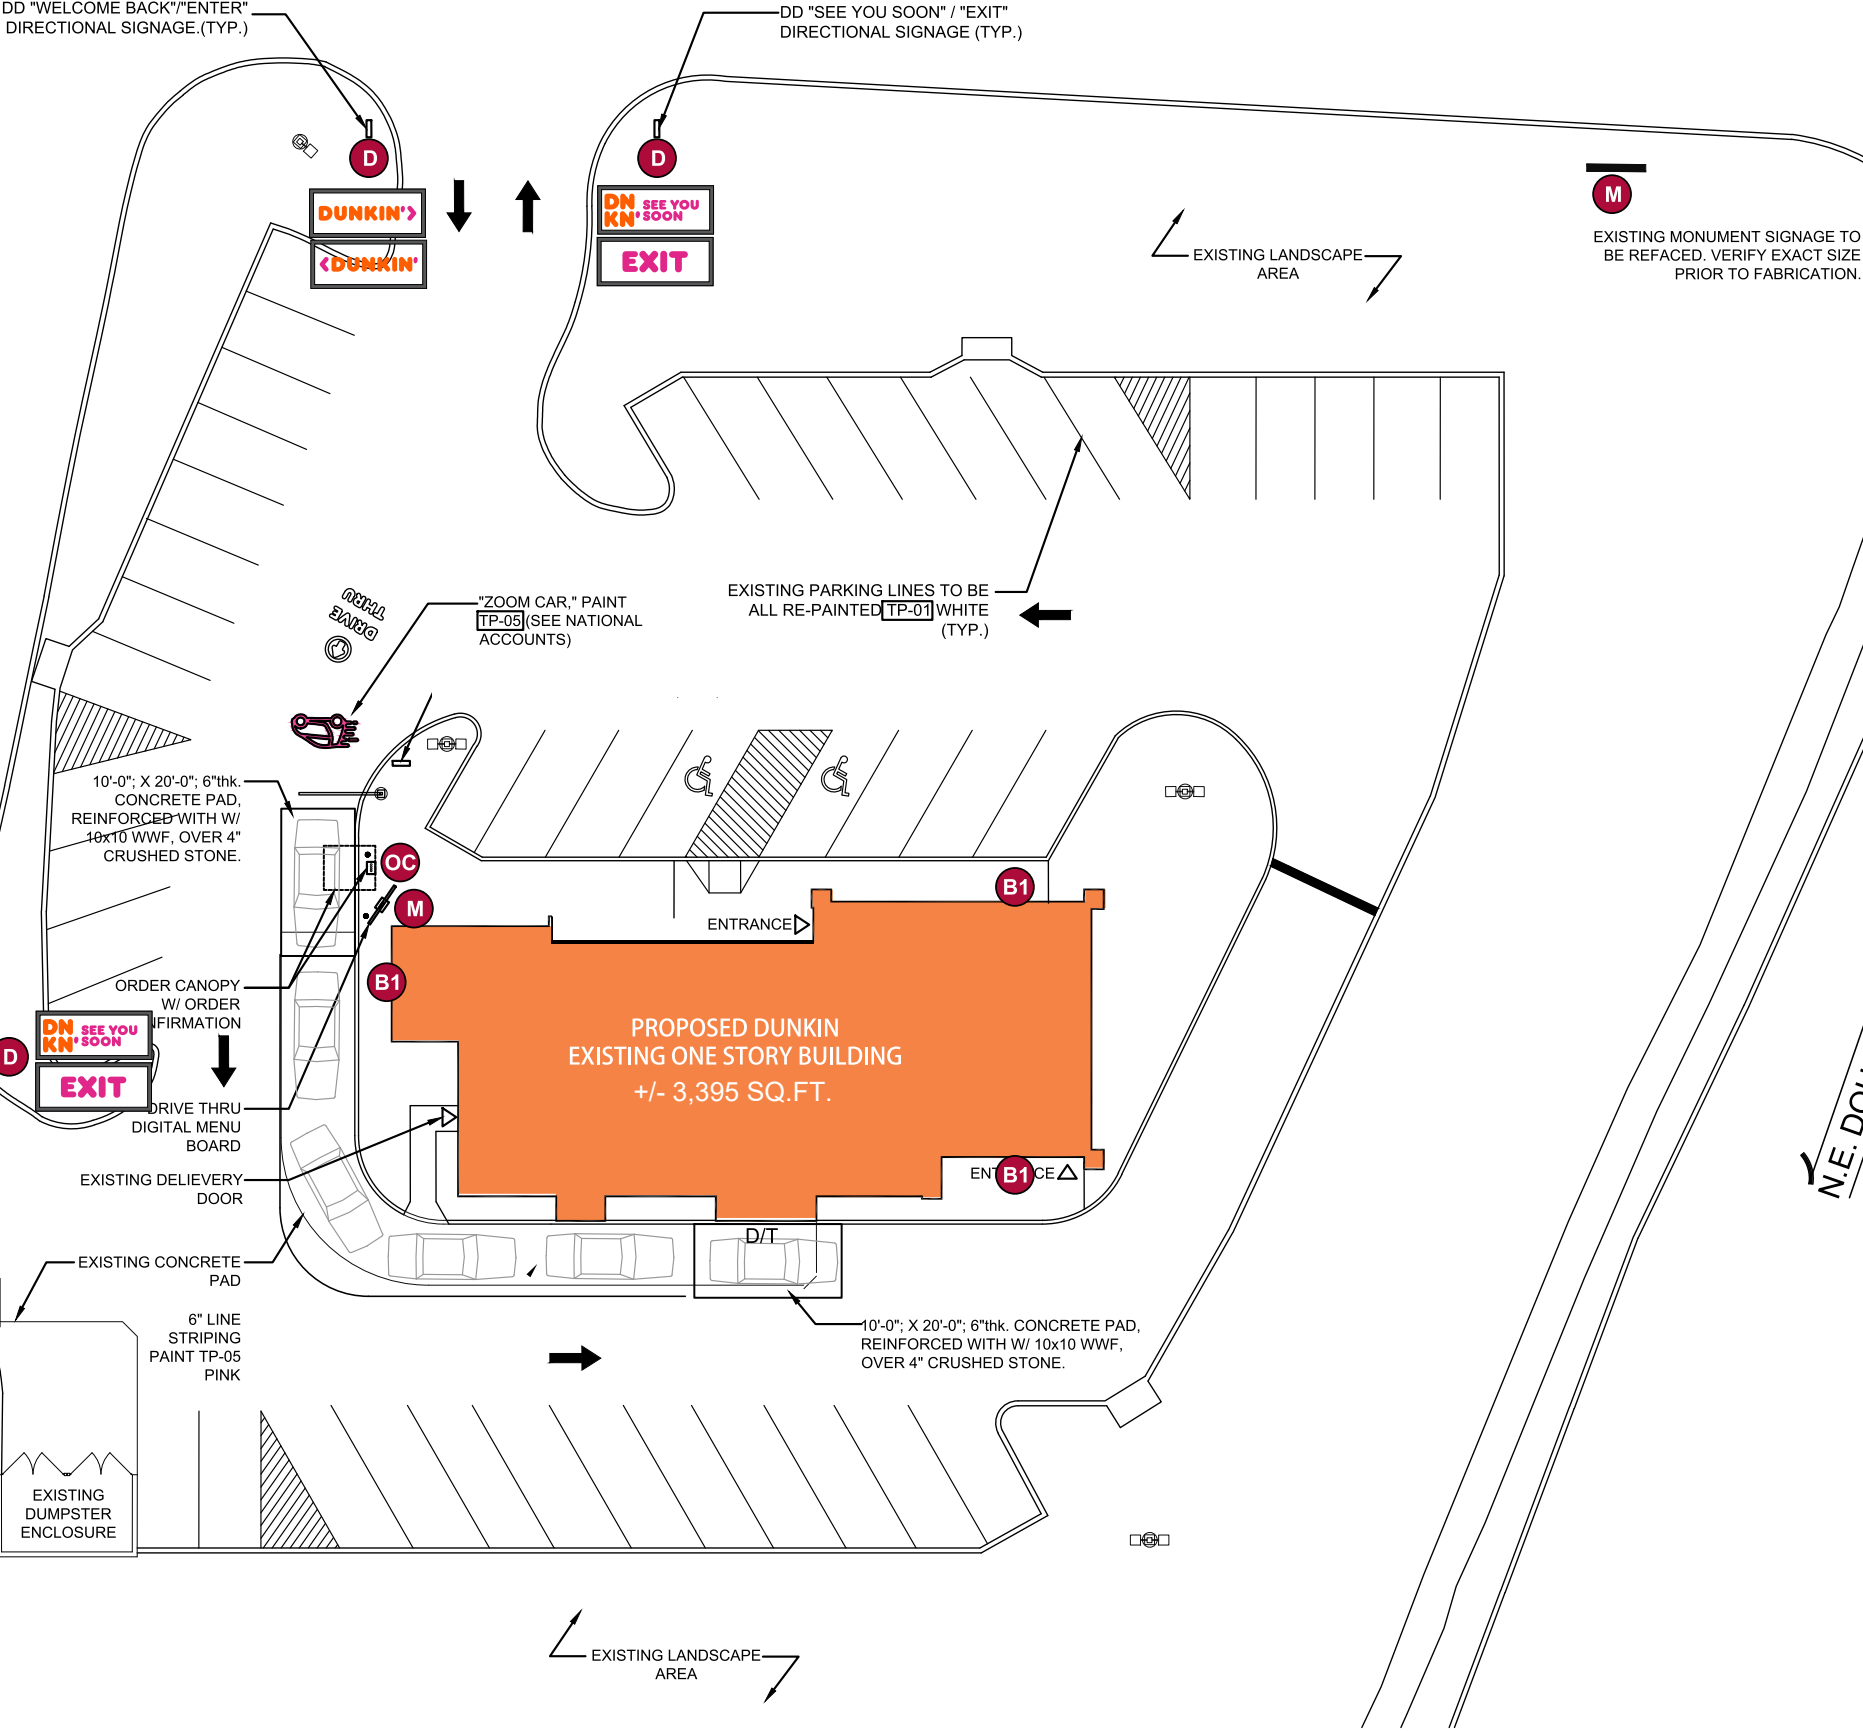 DD "WELCOME BACK"/"ENTER"
DIRECTIONAL SIGNAGE.(TYP.)
DD "SEE YOU SOON" / "EXIT"
DIRECTIONAL SIGNAGE (TYP.)
D
D
M
DUNKIN'>
<DUNKIN'
DN
KN'
SEE YOU
SOON
EXIT
EXISTING LANDSCAPE
AREA
EXISTING MONUMENT SIGNAGE TO
BE REFACED. VERIFY EXACT SIZE
PRIOR TO FABRICATION.
DRIVE
THRU
"ZOOM CAR," PAINT
TP-05 (SEE NATIONAL
ACCOUNTS)
EXISTING PARKING LINES TO BE
ALL RE-PAINTED TP-01 WHITE
(TYP.)
10'-0"; X 20'-0"; 6"thk.
CONCRETE PAD,
REINFORCED WITH W/
10x10 WWF, OVER 4"
CRUSHED STONE.
OC
M
B1
B1
ENTRANCE
ORDER CANOPY
W/ ORDER
NFIRMATION
D
DN
KN'
SEE YOU
SOON
EXIT
PROPOSED DUNKIN
EXISTING ONE STORY BUILDING
+/- 3,395 SQ.FT.
DRIVE THRU
DIGITAL MENU
BOARD
EXISTING DELIEVERY
DOOR
B1
D/T
EXISTING CONCRETE
PAD
6" LINE
STRIPING
PAINT TP-05
PINK
10'-0"; X 20'-0"; 6"thk. CONCRETE PAD,
REINFORCED WITH W/ 10x10 WWF,
OVER 4" CRUSHED STONE.
N.E.
EXISTING
DUMPSTER
ENCLOSURE
EXISTING LANDSCAPE
AREA